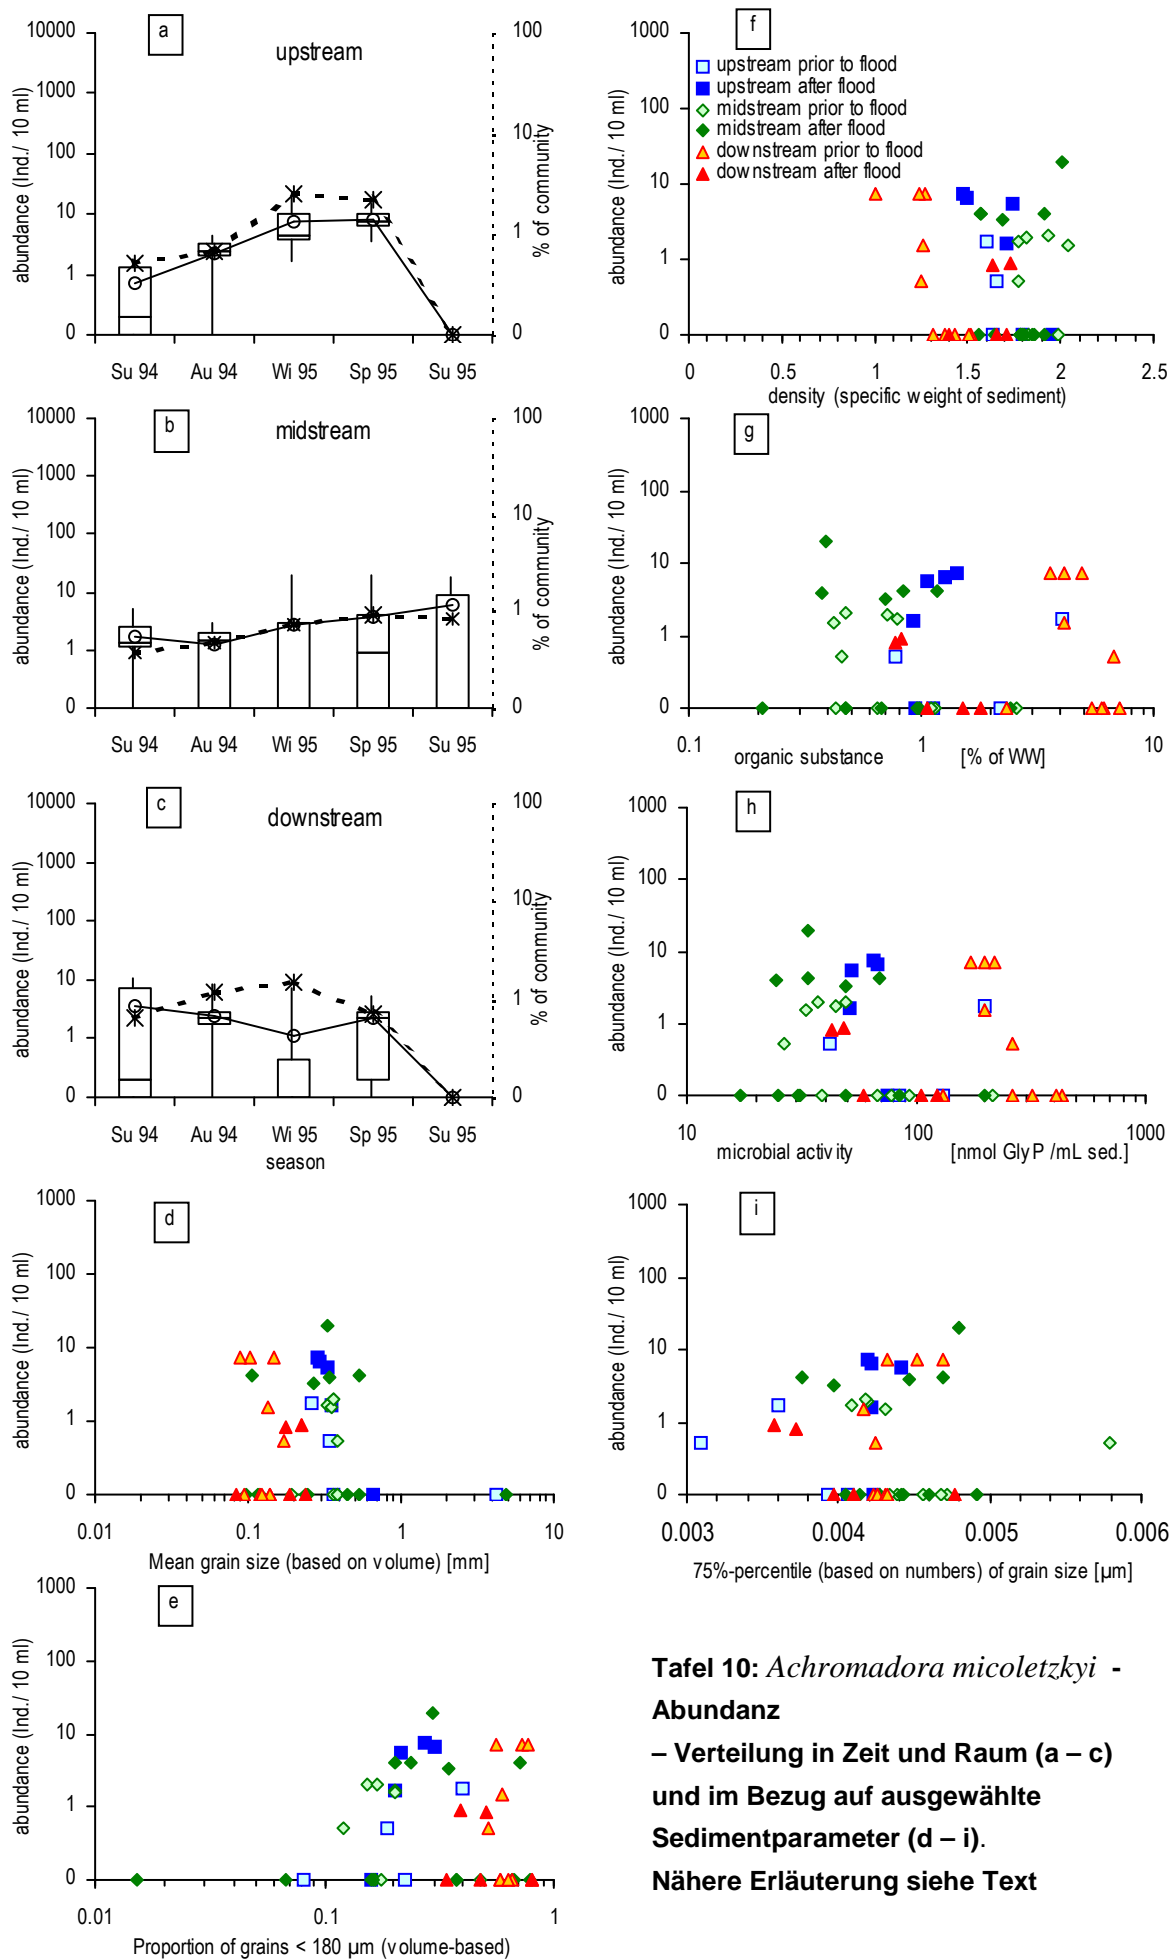 a
upstream
10000
1000
100
10
1
0
abundance (Ind./ 10 ml)
100
10
1
0
% of community
Su 94 Au 94 Wi 95 Sp 95 Su 95
b
midstream
10000
1000
100
10
1
0
abundance (Ind./ 10 ml)
100
10
1
0
% of community
Su 94 Au 94 Wi 95 Sp 95 Su 95
c
downstream
10000
1000
100
10
1
0
abundance (Ind./ 10 ml)
100
10
1
0
% of community
Su 94 Au 94 Wi 95 Sp 95 Su 95
season
d
1000
100
10
1
0
abundance (Ind./ 10 ml)
0.01 0.1 1 10
Mean grain size (based on volume) [mm]
e
1000
100
10
1
0
abundance (Ind./ 10 ml)
0.01 0.1 1
Proportion of grains < 180 µm (volume-based)
f
upstream prior to flood
upstream after flood
midstream prior to flood
midstream after flood
downstream prior to flood
downstream after flood
1000
100
10
1
0
abundance (Ind./ 10 ml)
0 0.5 1 1.5 2 2.5
density (specific weight of sediment)
g
1000
100
10
1
0
abundance (Ind./ 10 ml)
0.1 1 10
organic substance [% of WW]
h
1000
100
10
1
0
abundance (Ind./ 10 ml)
10 100 1000
microbial activity [nmol GlyP /mL sed.]
i
1000
100
10
1
0
abundance (Ind./ 10 ml)
0.003 0.004 0.005 0.006
75%-percentile (based on numbers) of grain size [µm]
Tafel 10: Achromadora micoletzkyi -
Abundanz
– Verteilung in Zeit und Raum (a – c)
und im Bezug auf ausgewählte
Sedimentparameter (d – i).
Nähere Erläuterung siehe Text